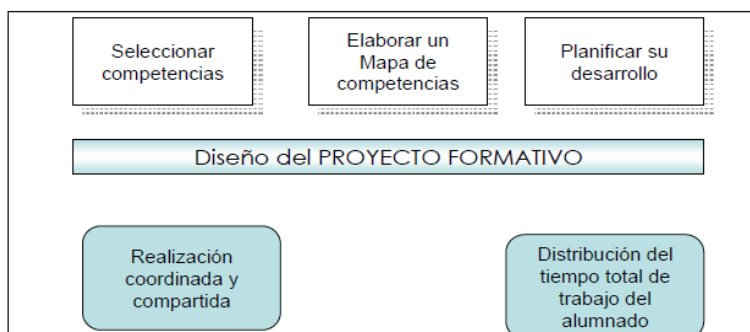 Seleccionar
competencias
Elaborar un
Mapa de
competencias
Planificar su
desarrollo
Diseño del PROYECTO FORMATIVO
Realización
coordinada y
compartida
Distribución del
tiempo total de
trabajo del
alumnado